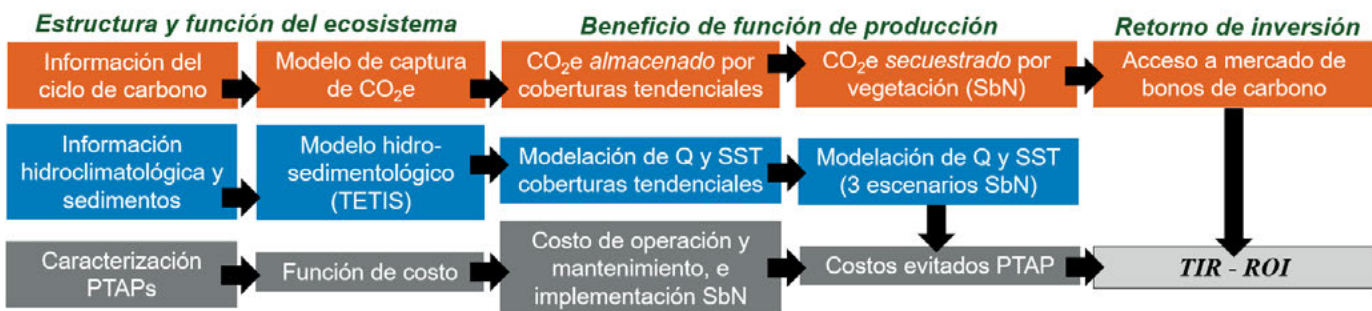 Estructura y función del ecosistema
Beneficio de función de producción
Retorno de inversión
Información del
ciclo de carbono
Modelo de captura
de CO₂e
CO₂e almacenado por
coberturas tendenciales
CO₂e secuestrado por
vegetación (SbN)
Acceso a mercado de
bonos de carbono
Información
hidroclimatológica y
sedimentos
Modelo hidro-
sedimentológico
(TETIS)
Modelación de Q y SST
coberturas tendenciales
Modelación de Q y SST
(3 escenarios SbN)
Caracterización
PTAPs
Función de costo
Costo de operación y
mantenimiento, e
implementación SbN
Costos evitados PTAP
TIR - ROI